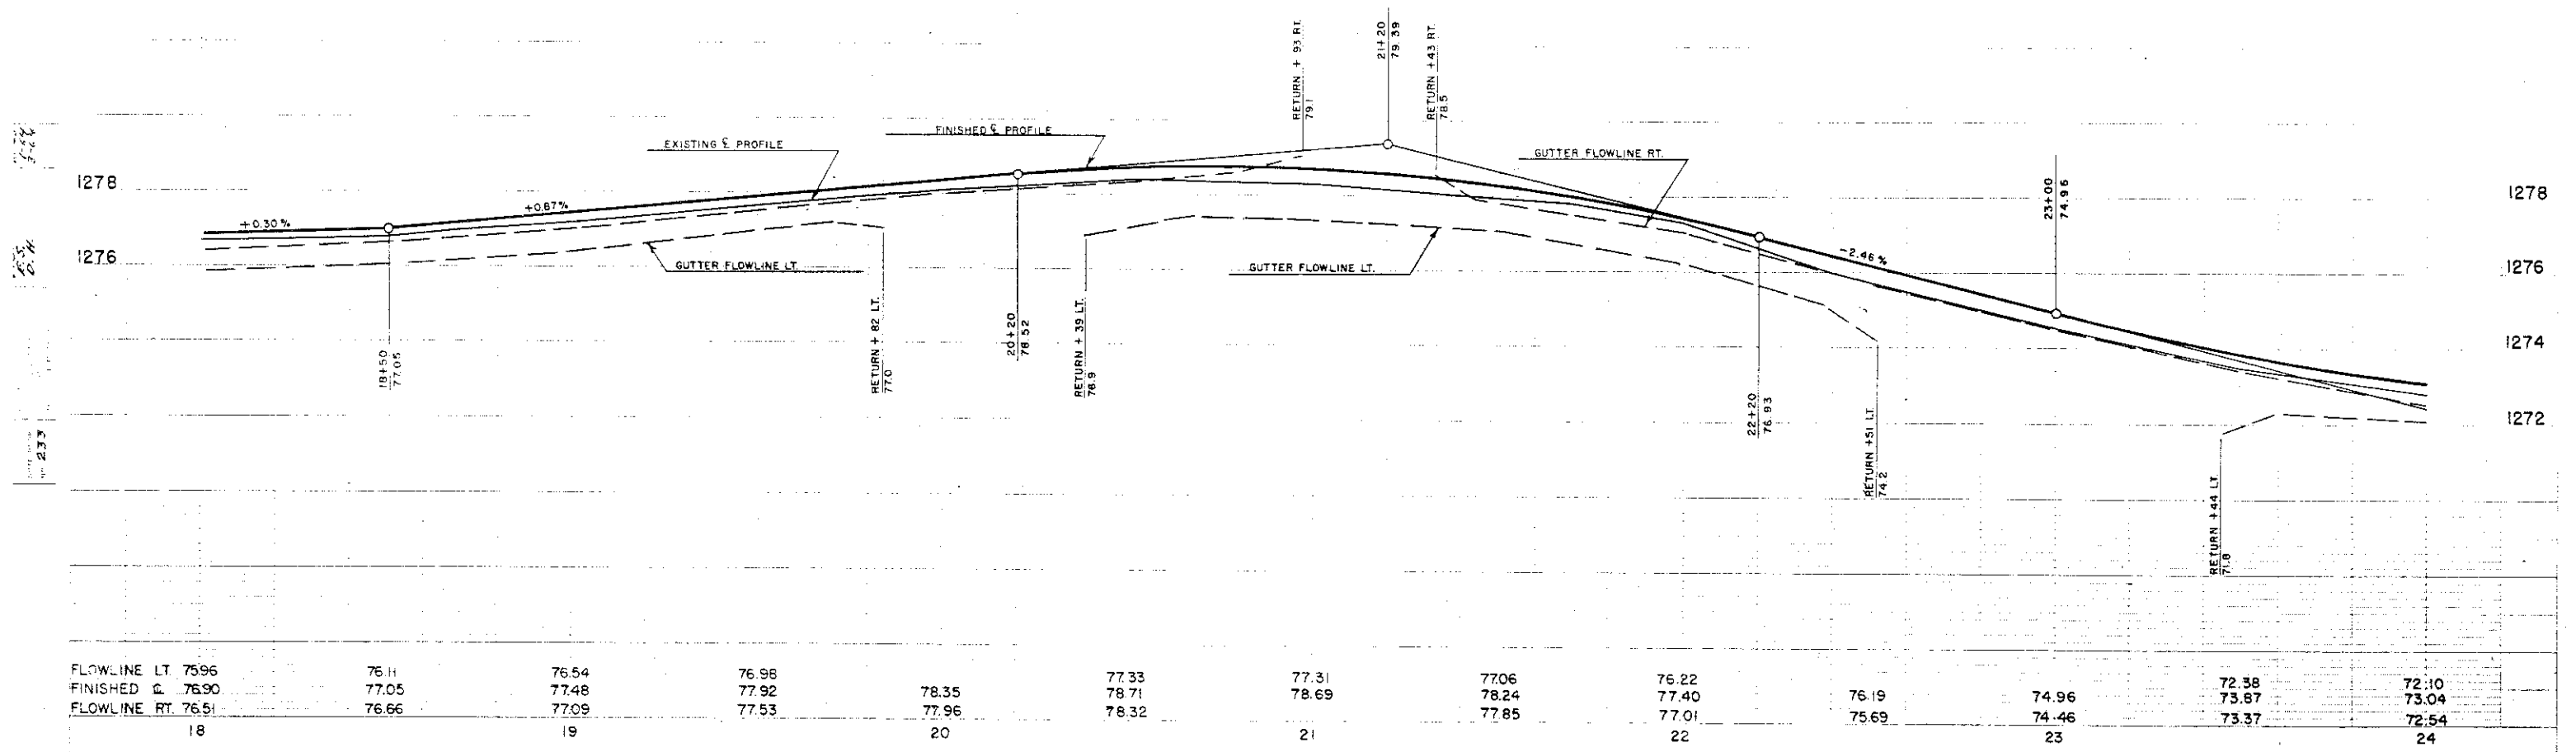 RETURN + 93 RT.
79.1
21+20
79.39
RETURN +43 RT.
78.5
EXISTING ℄ PROFILE
FINISHED ℄ PROFILE
GUTTER FLOWLINE RT.
1278
+0.30%
+0.87%
23+00
74.96
1278
1276
GUTTER FLOWLINE LT.
GUTTER FLOWLINE LT.
-2.46%
1276
18+50
77.05
RETURN + 82 LT.
77.0
20+20
78.52
RETURN + 39 LT.
76.9
1274
22+20
76.93
RETURN +51 LT.
74.2
1272
233
RETURN +44 LT.
71.8
FLOWLINE LT. 75.96 76.11 76.54 76.98 77.33 77.31 77.06 76.22 72.38 72.10
FINISHED ℄ 76.90 77.05 77.48 77.92 78.35 78.71 78.69 78.24 77.40 76.19 74.96 73.87 73.04
FLOWLINE RT. 76.51 76.66 77.09 77.53 77.96 78.32 77.85 77.01 75.69 74.46 73.37 72.54
18 19 20 21 22 23 24